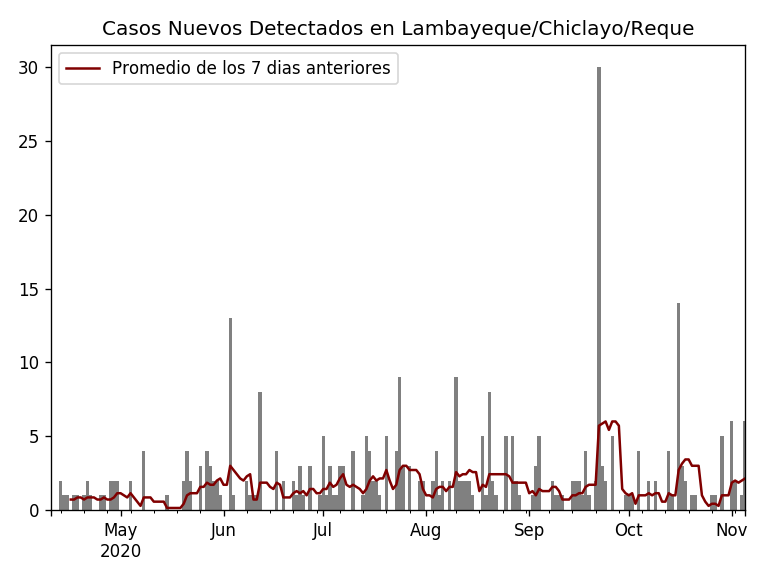 Casos Nuevos Detectados en Lambayeque/Chiclayo/Reque
Promedio de los 7 dias anteriores
30
25
20
15
10
5
0
May Jun Jul Aug Sep Oct Nov
2020